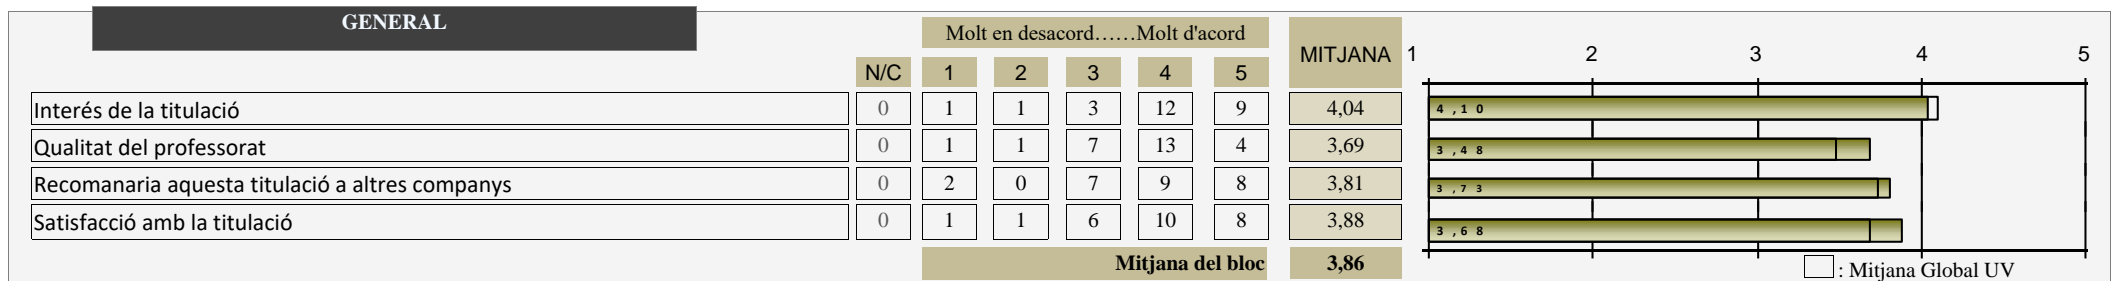 GENERAL
Molt en desacord……Molt d'acord
MITJANA
1 2 3 4 5
N/C 1 2 3 4 5
Interés de la titulació 0 1 1 3 12 9 4,04 4,10
Qualitat del professorat 0 1 1 7 13 4 3,69 3,48
Recomanaria aquesta titulació a altres companys 0 2 0 7 9 8 3,81 3,73
Satisfacció amb la titulació 0 1 1 6 10 8 3,88 3,68
Mitjana del bloc 3,86
: Mitjana Global UV